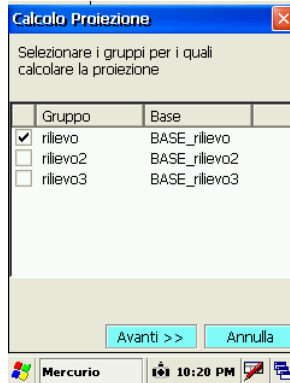 Calcolo Proiezione
Selezionare i gruppi per i quali
calcolare la proiezione
Gruppo Base
rilievo BASE_rilievo
rilievo2 BASE_rilievo2
rilievo3 BASE_rilievo3
Avanti >> Annulla
Mercurio 10:20 PM